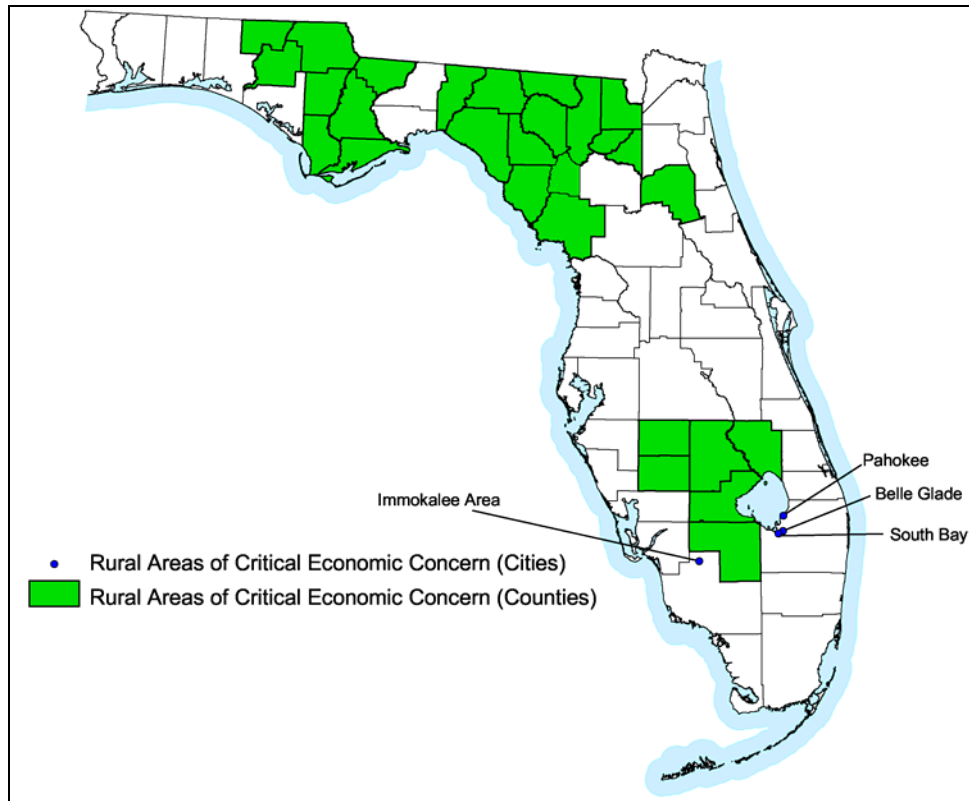 Pahokee
Belle Glade
Immokalee Area
South Bay
Rural Areas of Critical Economic Concern (Cities)
Rural Areas of Critical Economic Concern (Counties)